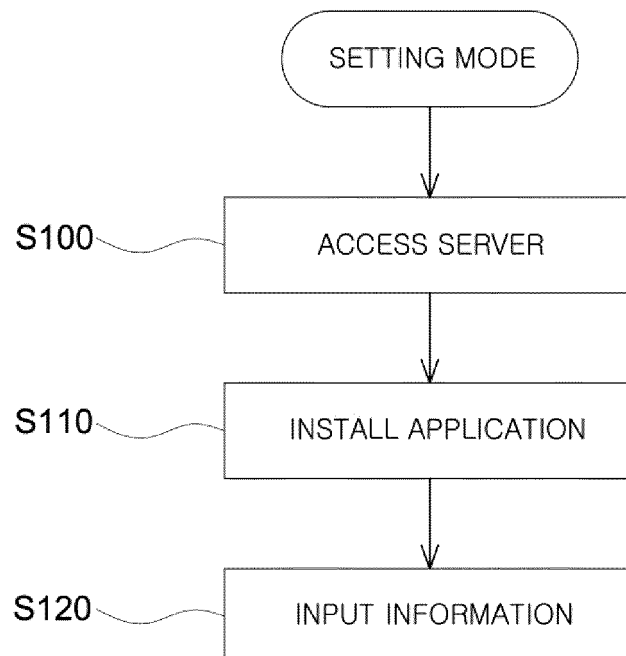 SETTING MODE
S100
ACCESS SERVER
S110
INSTALL APPLICATION
S120
INPUT INFORMATION